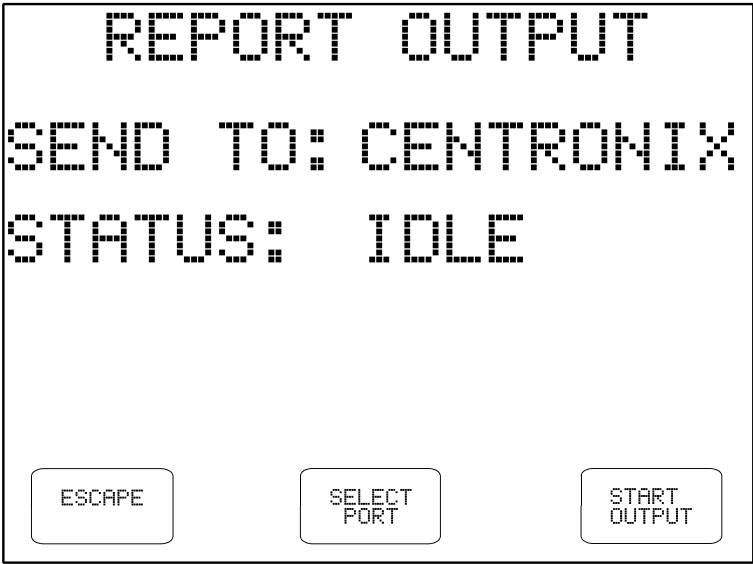 REPORT OUTPUT
SEND TO: CENTRONIX
STATUS: IDLE
ESCAPE
SELECT
PORT
START
OUTPUT